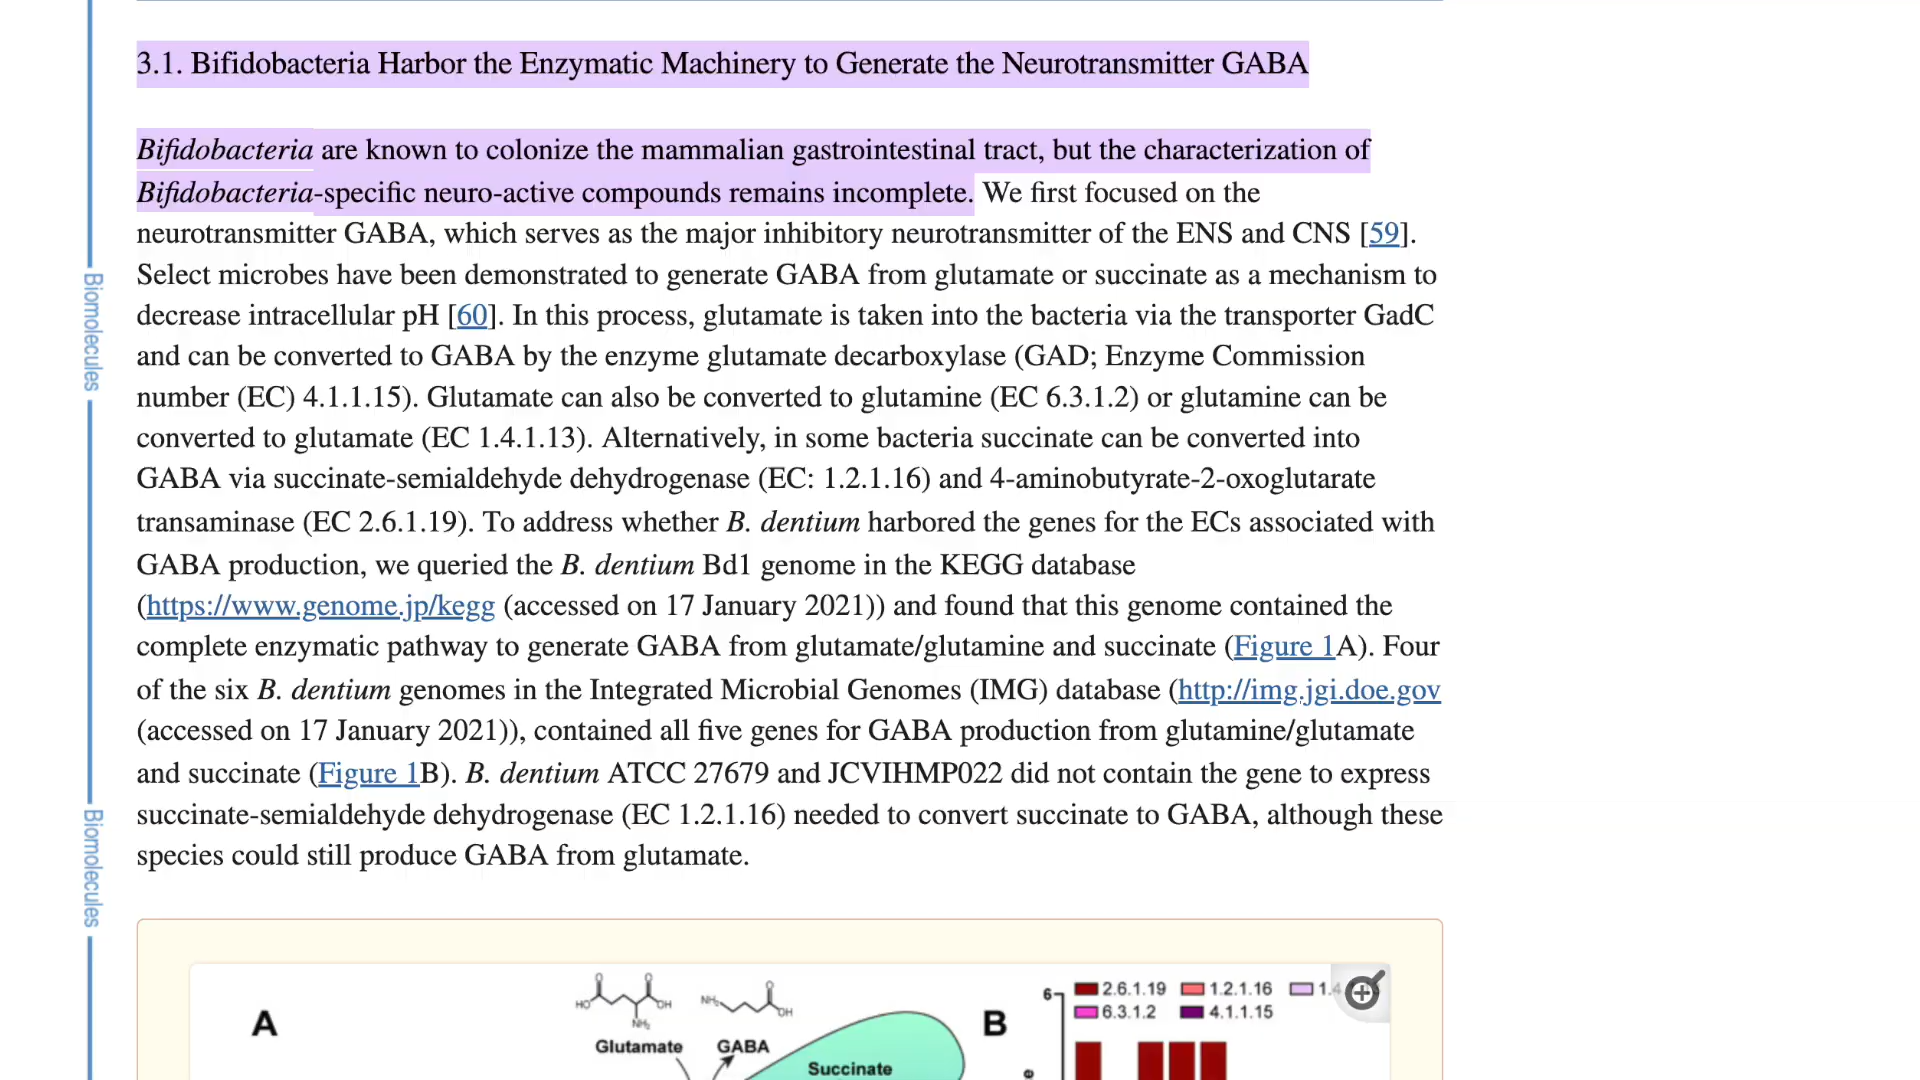 3.1. Bifidobacteria Harbor the Enzymatic Machinery to Generate the Neurotransmitter GABA
Bifidobacteria are known to colonize the mammalian gastrointestinal tract, but the characterization of
Bifidobacteria-specific neuro-active compounds remains incomplete. We first focused on the
neurotransmitter GABA, which serves as the major inhibitory neurotransmitter of the ENS and CNS [59].
Select microbes have been demonstrated to generate GABA from glutamate or succinate as a mechanism to
decrease intracellular pH [60]. In this process, glutamate is taken into the bacteria via the transporter GadC
and can be converted to GABA by the enzyme glutamate decarboxylase (GAD; Enzyme Commission
number (EC) 4.1.1.15). Glutamate can also be converted to glutamine (EC 6.3.1.2) or glutamine can be
converted to glutamate (EC 1.4.1.13). Alternatively, in some bacteria succinate can be converted into
GABA via succinate-semialdehyde dehydrogenase (EC: 1.2.1.16) and 4-aminobutyrate-2-oxoglutarate
transaminase (EC 2.6.1.19). To address whether B. dentium harbored the genes for the ECs associated with
GABA production, we queried the B. dentium Bd1 genome in the KEGG database
(https://www.genome.jp/kegg (accessed on 17 January 2021)) and found that this genome contained the
complete enzymatic pathway to generate GABA from glutamate/glutamine and succinate (Figure 1A). Four
of the six B. dentium genomes in the Integrated Microbial Genomes (IMG) database (http://img.jgi.doe.gov
(accessed on 17 January 2021)), contained all five genes for GABA production from glutamine/glutamate
and succinate (Figure 1B). B. dentium ATCC 27679 and JCVIHMP022 did not contain the gene to express
succinate-semialdehyde dehydrogenase (EC 1.2.1.16) needed to convert succinate to GABA, although these
species could still produce GABA from glutamate.
Biomolecules
Biomolecules
A
HO OH NH₂
NH₂ OH
Glutamate GABA
Succinate
B
6
2.6.1.19 1.2.1.16
6.3.1.2 4.1.1.15